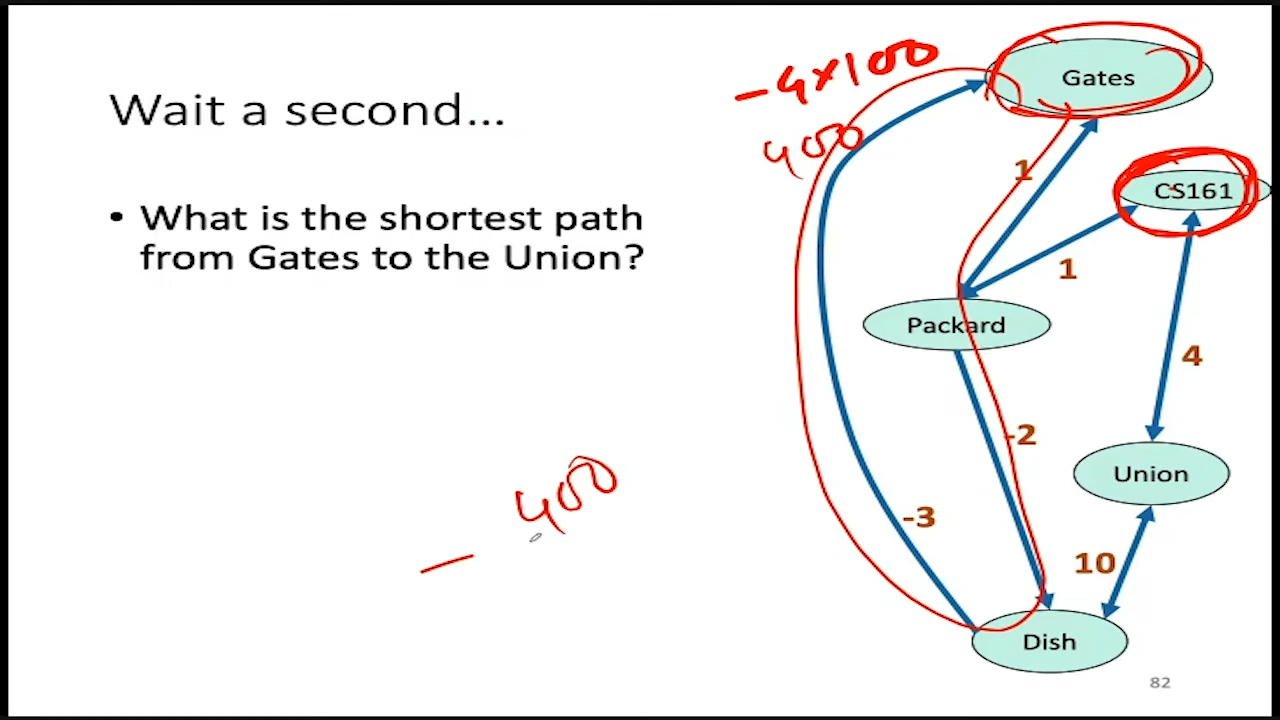 Wait a second...
• What is the shortest path
from Gates to the Union?
-4×100
400
Gates
1
CS161
1
Packard
4
-2
Union
-400
-3
10
Dish
82